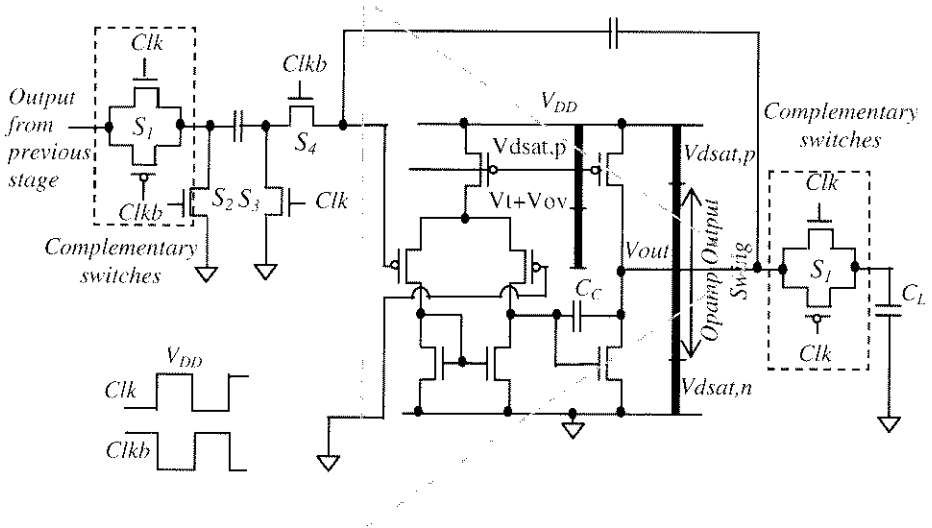 Clk
Output
from
previous
stage
S1
Clkb
Complementary
switches
S2 S3
Clk
Clkb
S4
VDD
Vdsat,p
Vt+Vov
CC
Vout
Vdsat,p
Opamp Output
Swing
Vdsat,n
Complementary
switches
Clk
S1
Clk
CL
VDD
Clk
Clkb